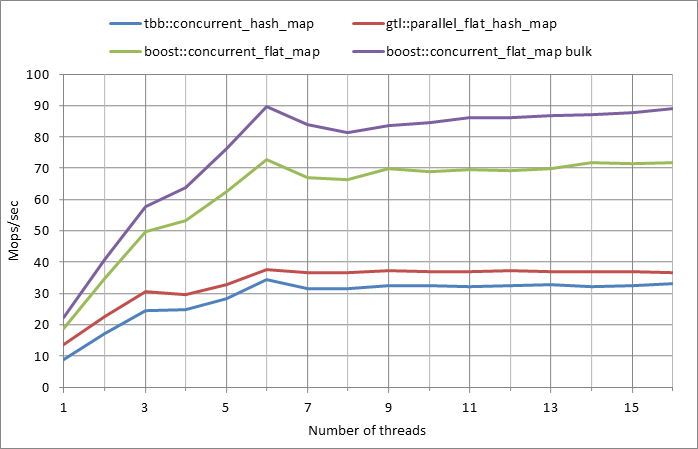 tbb::concurrent_hash_map gtl::parallel_flat_hash_map
boost::concurrent_flat_map boost::concurrent_flat_map bulk
100
90
80
70
60
50
40
30
20
10
0
Mops/sec
1 3 5 7 9 11 13 15
Number of threads